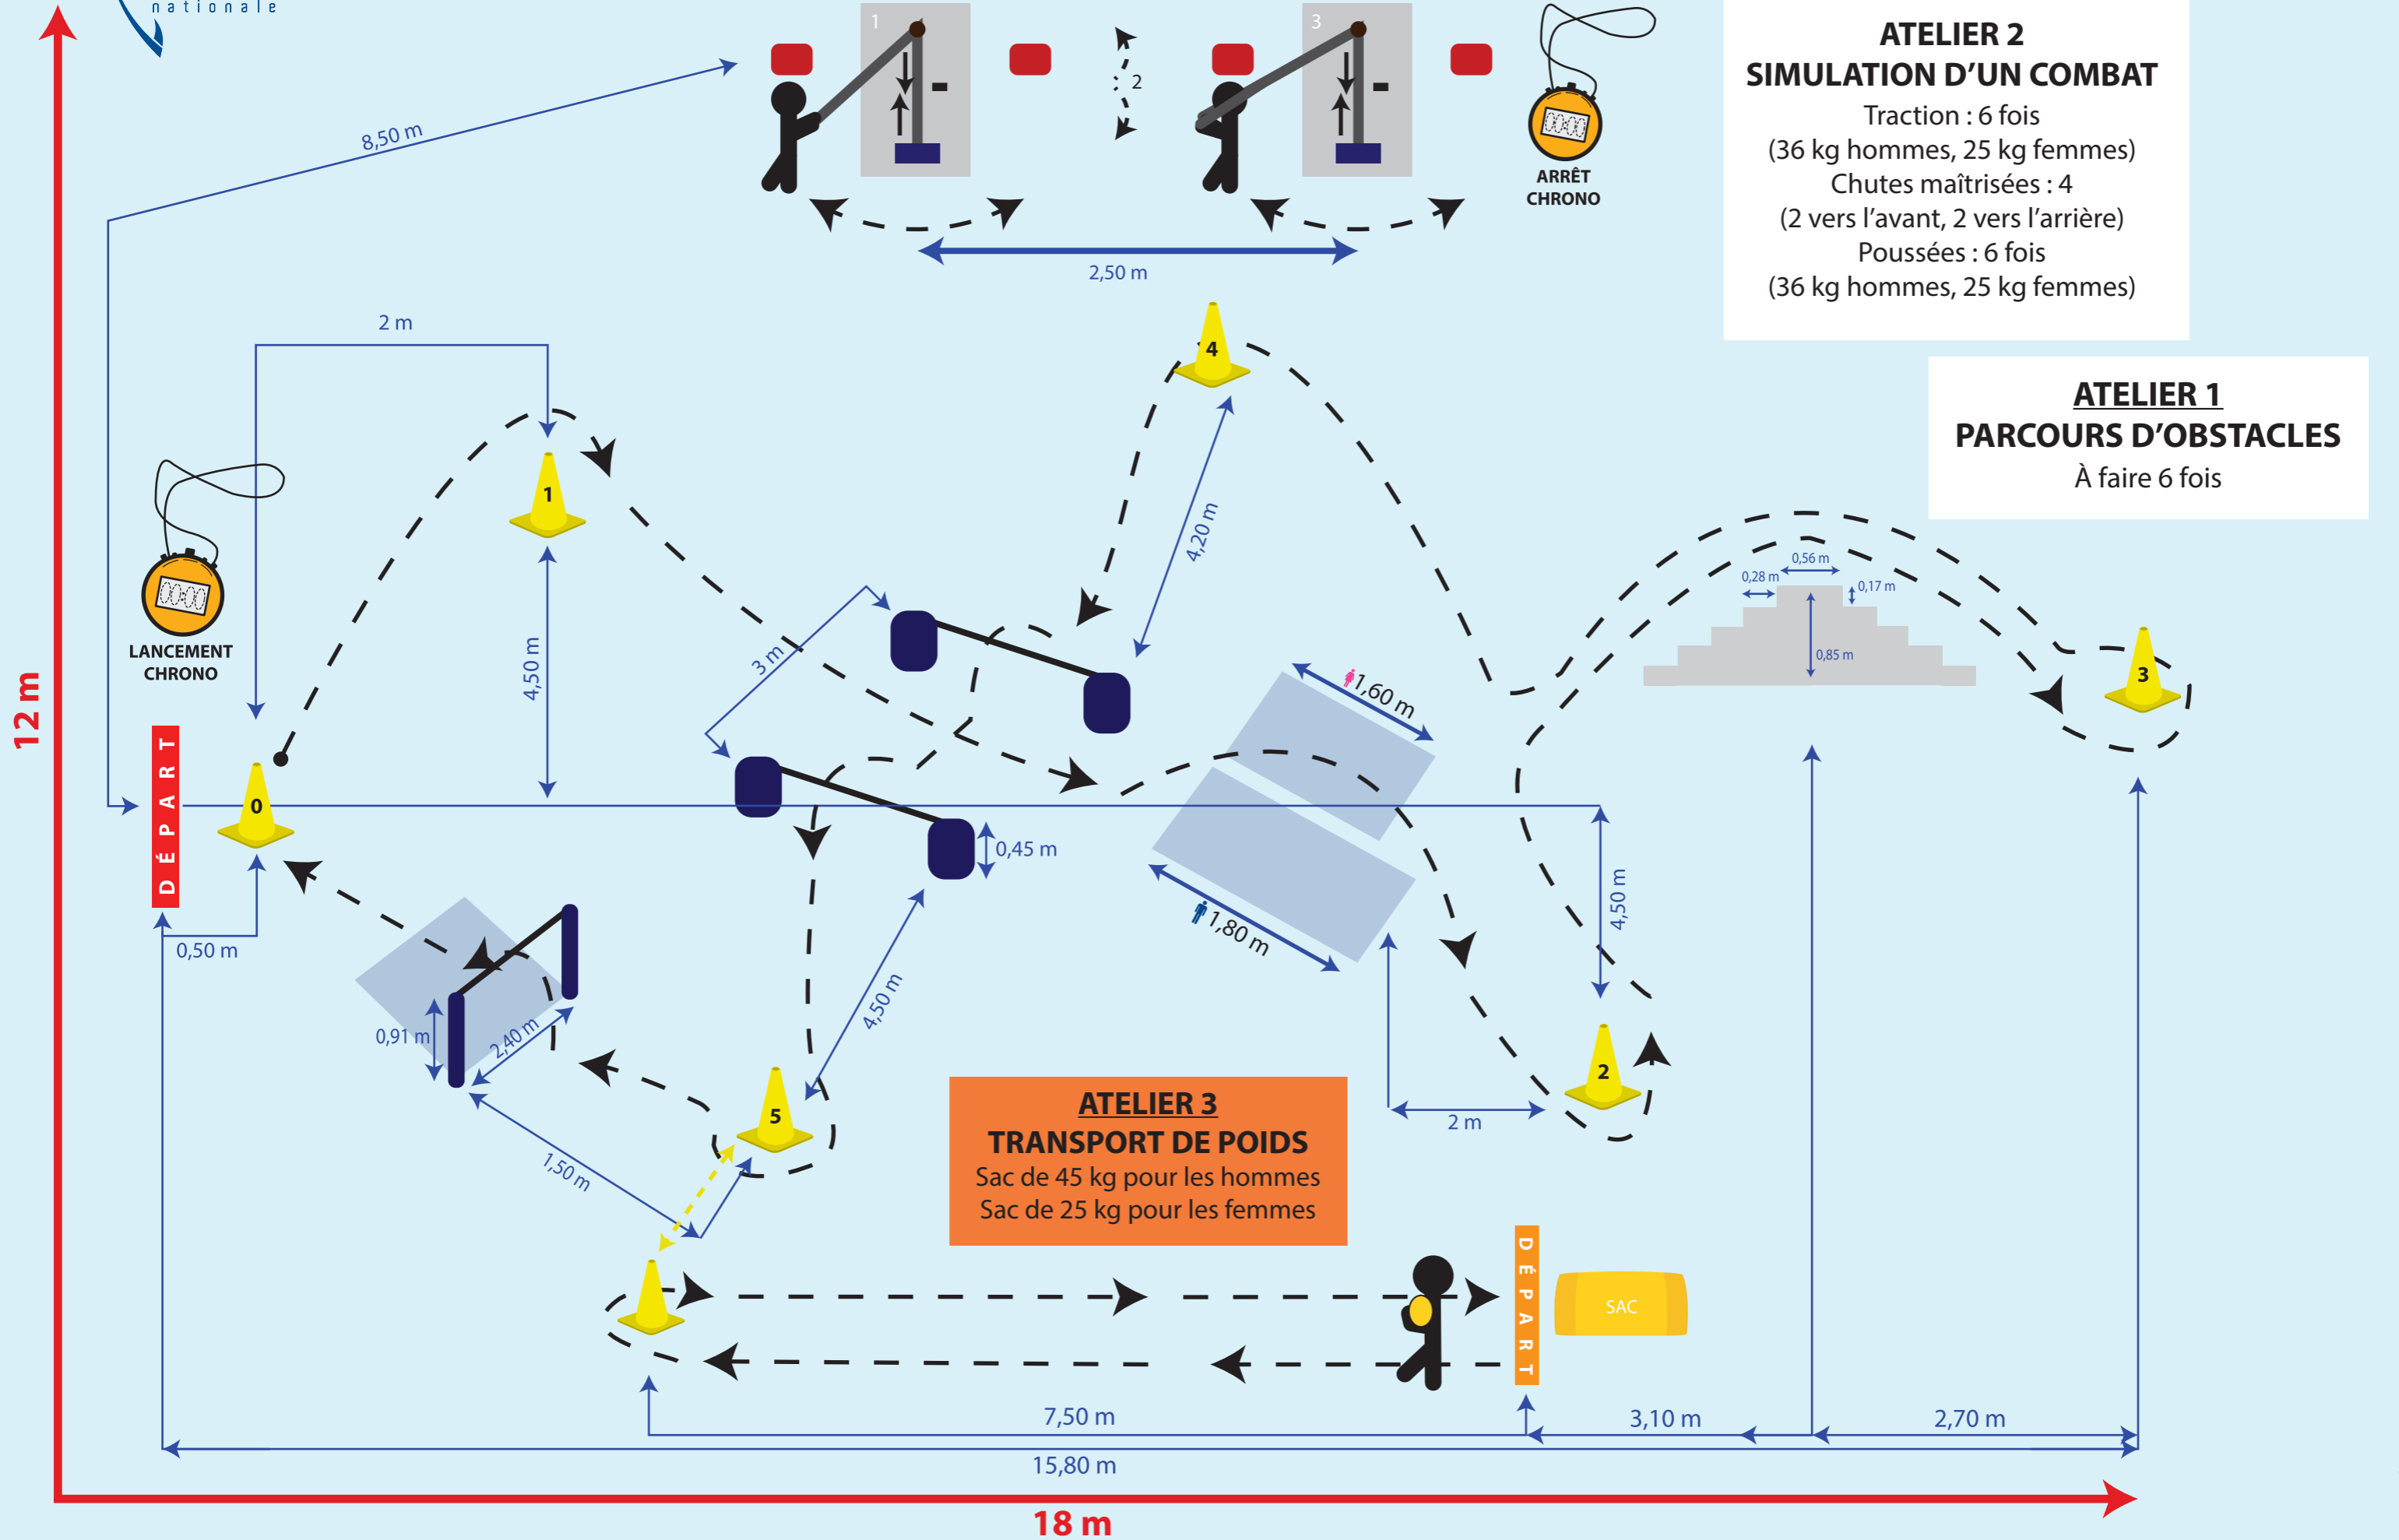 nationale
1
3
2
ARRÊT
CHRONO
ATELIER 2
SIMULATION D'UN COMBAT
Traction : 6 fois
(36 kg hommes, 25 kg femmes)
Chutes maîtrisées : 4
(2 vers l'avant, 2 vers l'arrière)
Poussées : 6 fois
(36 kg hommes, 25 kg femmes)
8,50 m
2,50 m
2 m
4
ATELIER 1
PARCOURS D'OBSTACLES
À faire 6 fois
1
4,20 m
0,56 m
0,28 m
0,17 m
0,85 m
00:00
00:00
LANCEMENT
CHRONO
4,50 m
3 m
1,60 m
3
12 m
DÉPART
0
0,45 m
1,80 m
4,50 m
0,50 m
0,91 m
2,40 m
4,50 m
2
2 m
5
1,50 m
ATELIER 3
TRANSPORT DE POIDS
Sac de 45 kg pour les hommes
Sac de 25 kg pour les femmes
DÉPART
SAC
7,50 m
3,10 m
2,70 m
15,80 m
18 m